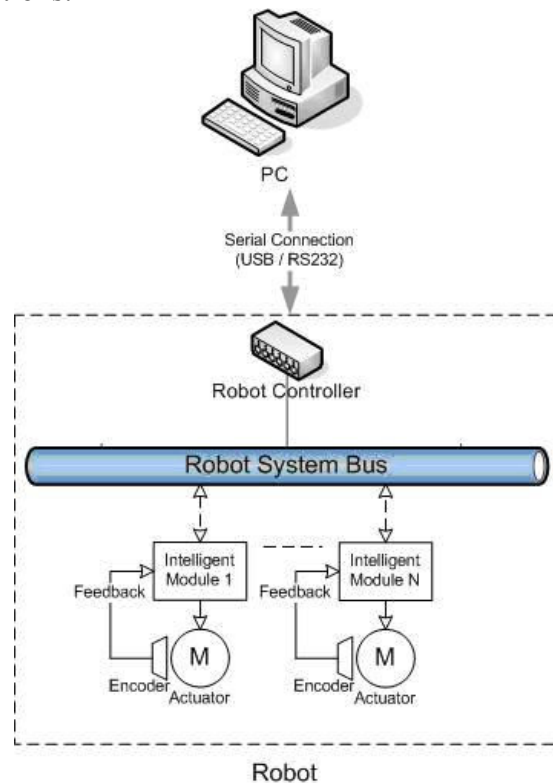 PC
Serial Connection
(USB / RS232)
Robot Controller
Robot System Bus
Intelligent
Module 1
Intelligent
Module N
Feedback
Feedback
M
M
Encoder
Actuator
Encoder
Actuator
Robot